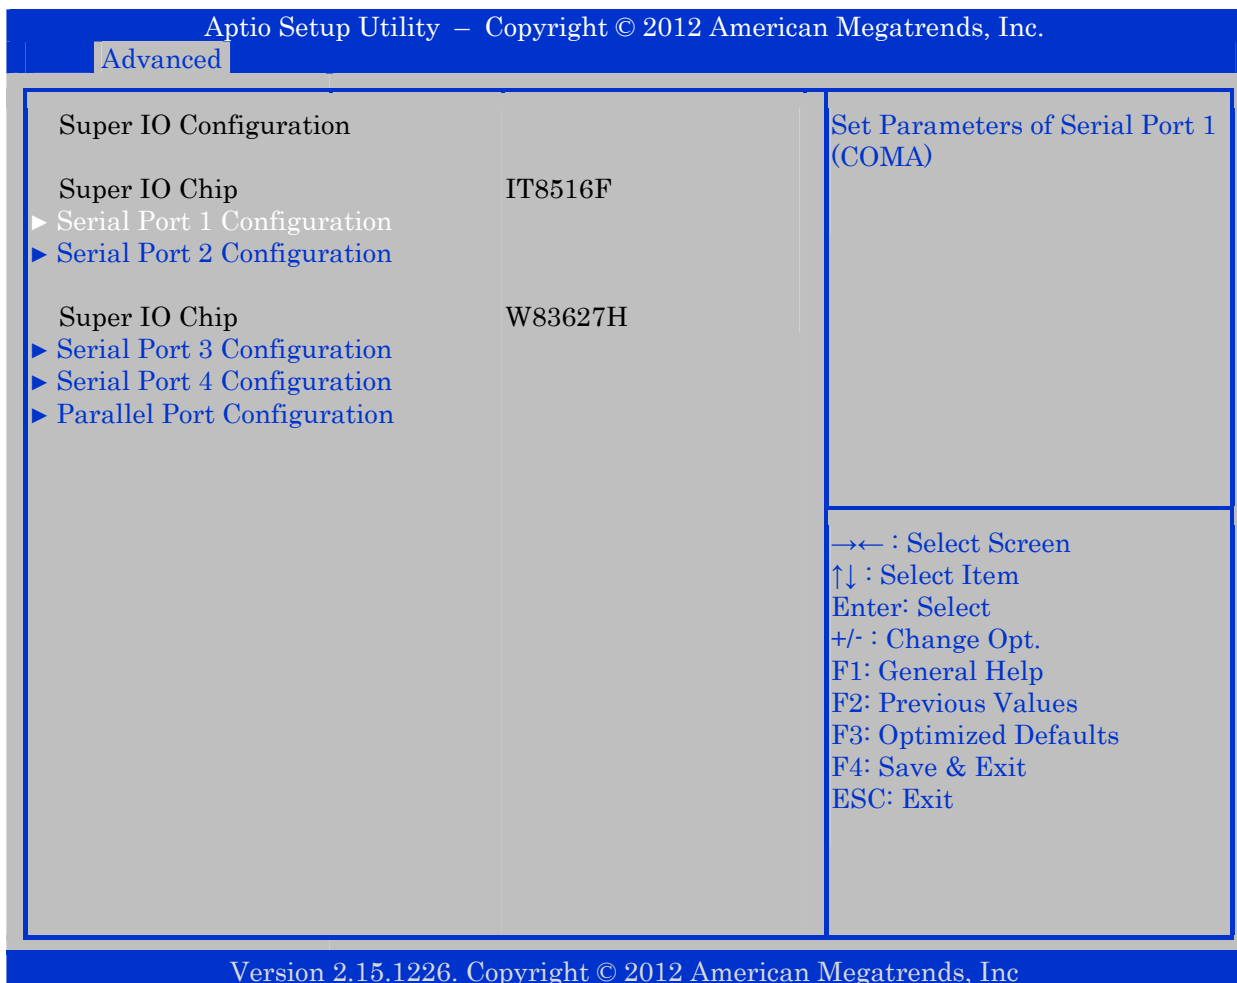 Aptio Setup Utility – Copyright © 2012 American Megatrends, Inc.
Advanced
Super IO Configuration
Super IO Chip IT8516F
► Serial Port 1 Configuration
► Serial Port 2 Configuration
Super IO Chip W83627H
► Serial Port 3 Configuration
► Serial Port 4 Configuration
► Parallel Port Configuration
Set Parameters of Serial Port 1
(COMA)
→← : Select Screen
↑↓ : Select Item
Enter: Select
+/- : Change Opt.
F1: General Help
F2: Previous Values
F3: Optimized Defaults
F4: Save & Exit
ESC: Exit
Version 2.15.1226. Copyright © 2012 American Megatrends, Inc